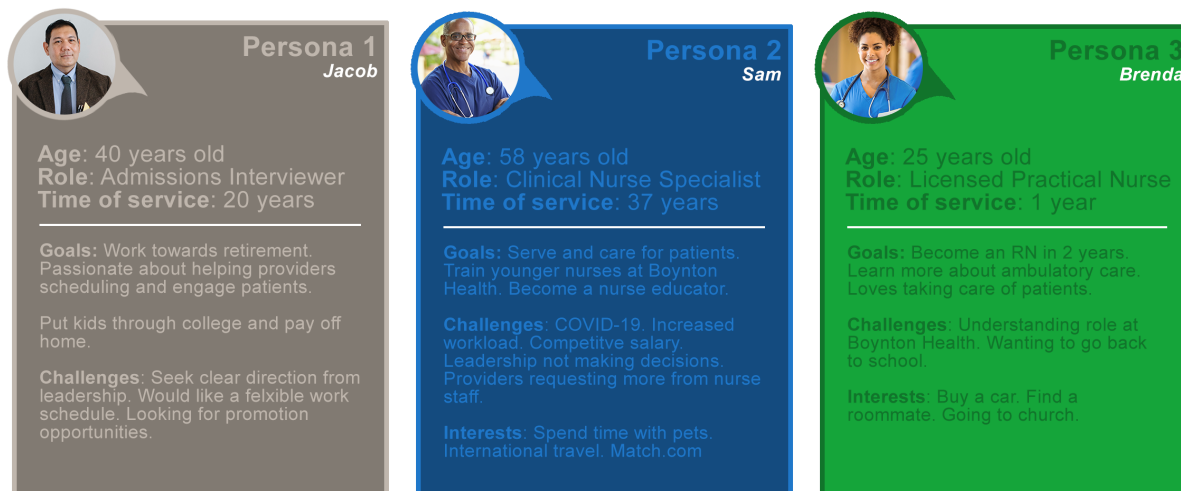 Persona 1
Jacob
Age: 40 years old
Role: Admissions Interviewer
Time of service: 20 years
Goals: Work towards retirement.
Passionate about helping providers
scheduling and engage patients.
Put kids through college and pay off
home.
Challenges: Seek clear direction from
leadership. Would like a felxible work
schedule. Looking for promotion
opportunities.
Persona 2
Sam
Age: 58 years old
Role: Clinical Nurse Specialist
Time of service: 37 years
Goals: Serve and care for patients.
Train younger nurses at Boynton
Health. Become a nurse educator.
Challenges: COVID-19. Increased
workload. Competitve salary.
Leadership not making decisions.
Providers requesting more from nurse
staff.
Interests: Spend time with pets.
International travel. Match.com
Persona 3
Brenda
Age: 25 years old
Role: Licensed Practical Nurse
Time of service: 1 year
Goals: Become an RN in 2 years.
Learn more about ambulatory care.
Loves taking care of patients.
Challenges: Understanding role at
Boynton Health. Wanting to go back
to school.
Interests: Buy a car. Find a
roommate. Going to church.